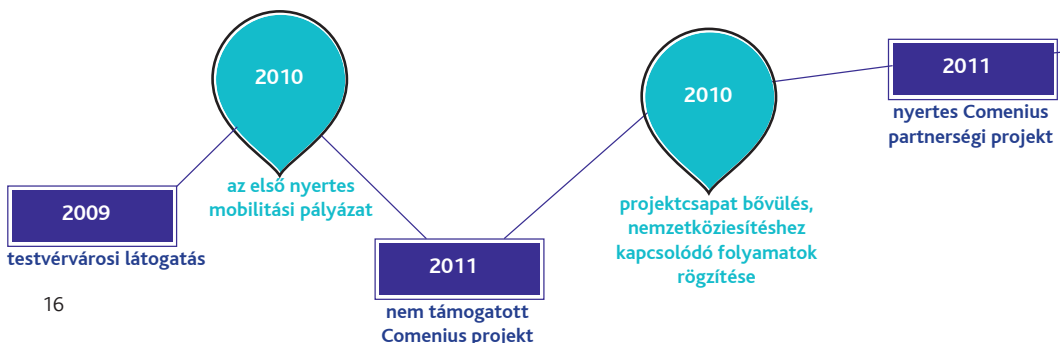 2009
testvérvárosi látogatás
2010
az első nyertes
mobilitási pályázat
2011
nem támogatott
Comenius projekt
2010
projektcsapat bővülés,
nemzetköziesítéshez
kapcsolódó folyamatok
rögzítése
2011
nyertes Comenius
partnerségi projekt
16